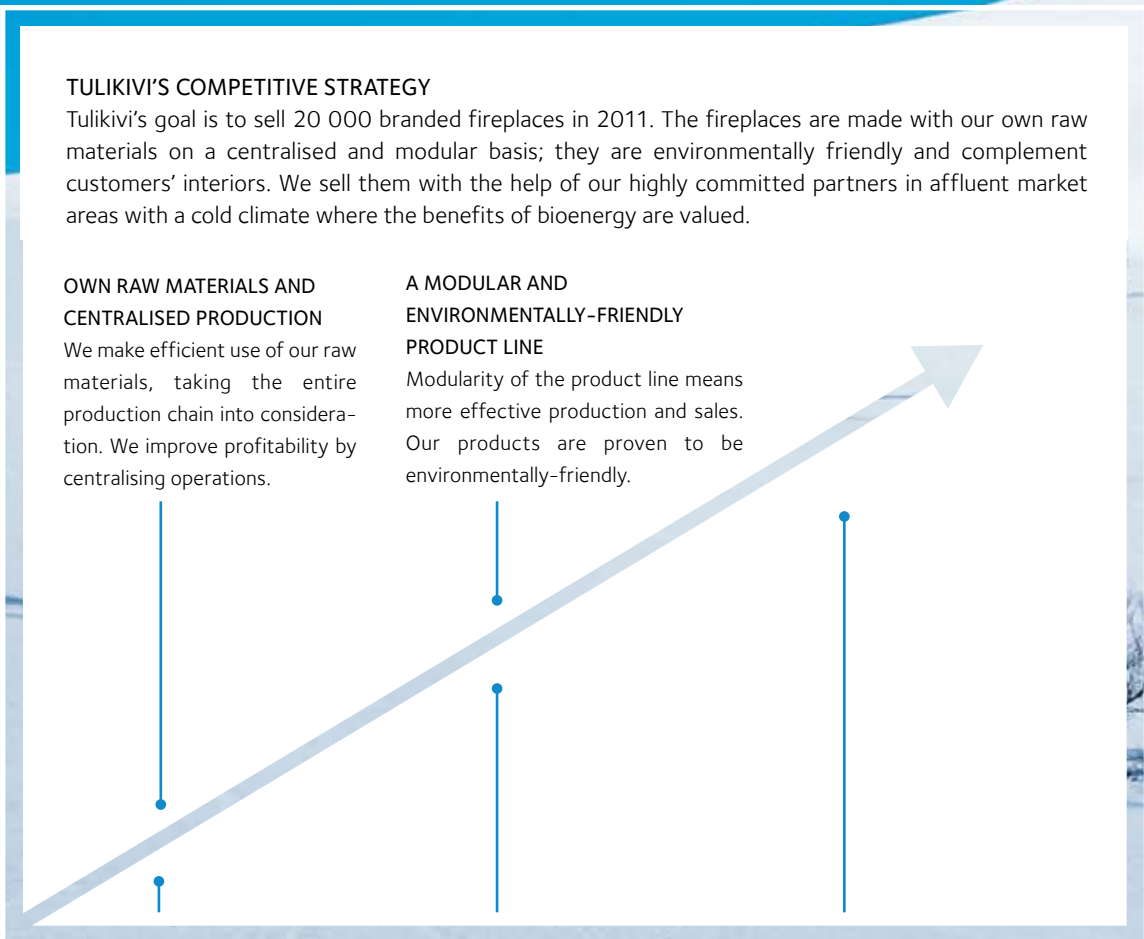 TULIKIVI'S COMPETITIVE STRATEGY
Tulikivi's goal is to sell 20 000 branded fireplaces in 2011. The fireplaces are made with our own raw
materials on a centralised and modular basis; they are environmentally friendly and complement
customers' interiors. We sell them with the help of our highly committed partners in affluent market
areas with a cold climate where the benefits of bioenergy are valued.
OWN RAW MATERIALS AND
CENTRALISED PRODUCTION
We make efficient use of our raw
materials, taking the entire
production chain into considera-
tion. We improve profitability by
centralising operations.
A MODULAR AND
ENVIRONMENTALLY-FRIENDLY
PRODUCT LINE
Modularity of the product line means
more effective production and sales.
Our products are proven to be
environmentally-friendly.